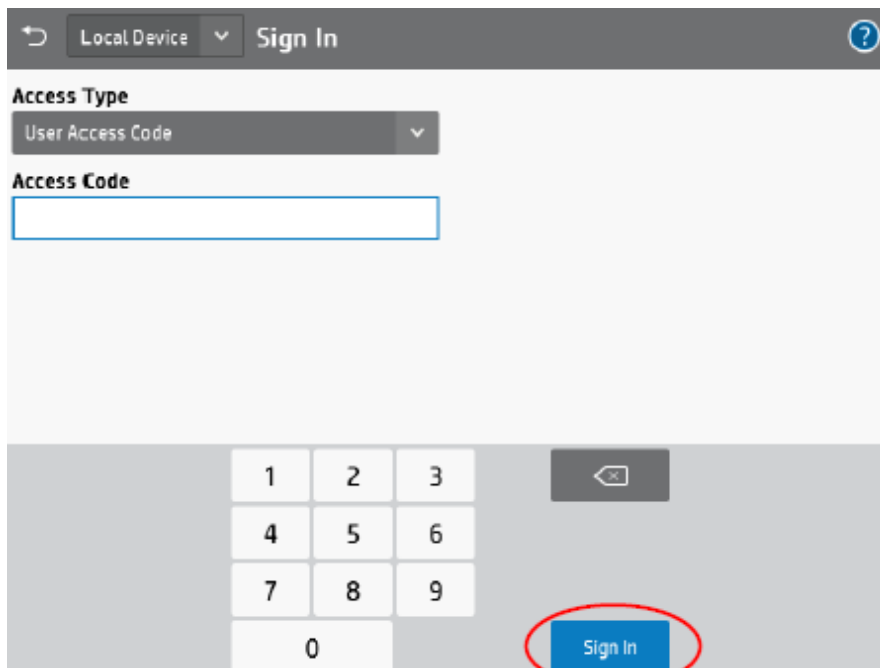 Local Device Sign In ?
Access Type
User Access Code
Access Code
1 2 3
4 5 6
7 8 9
0 Sign In